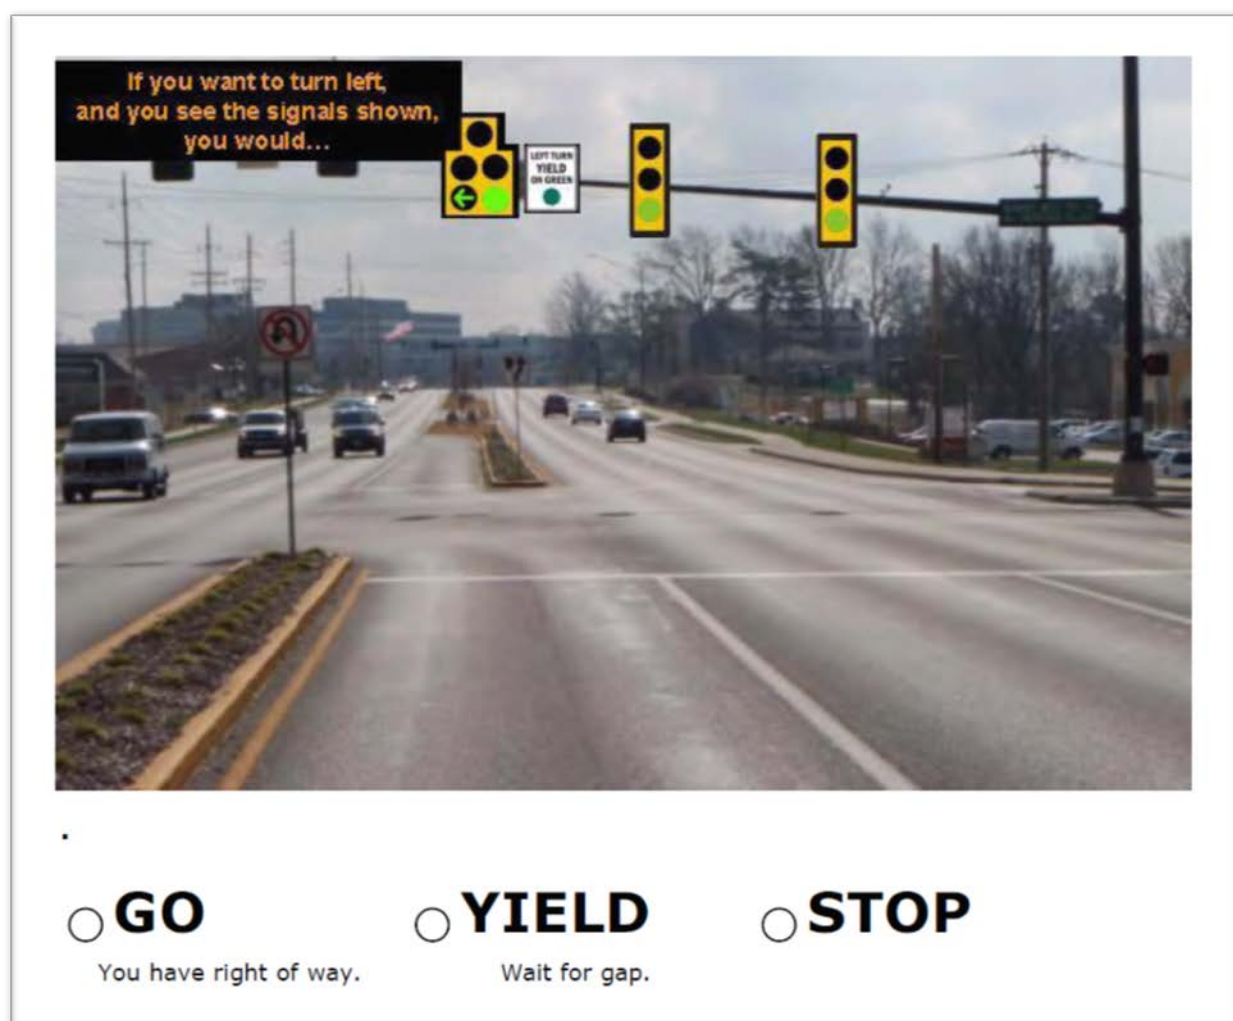 If you want to turn left,
and you see the signals shown,
you would...
LEFT TURN
YIELD
ON GREEN
.
GO
YIELD
STOP
You have right of way.
Wait for gap.